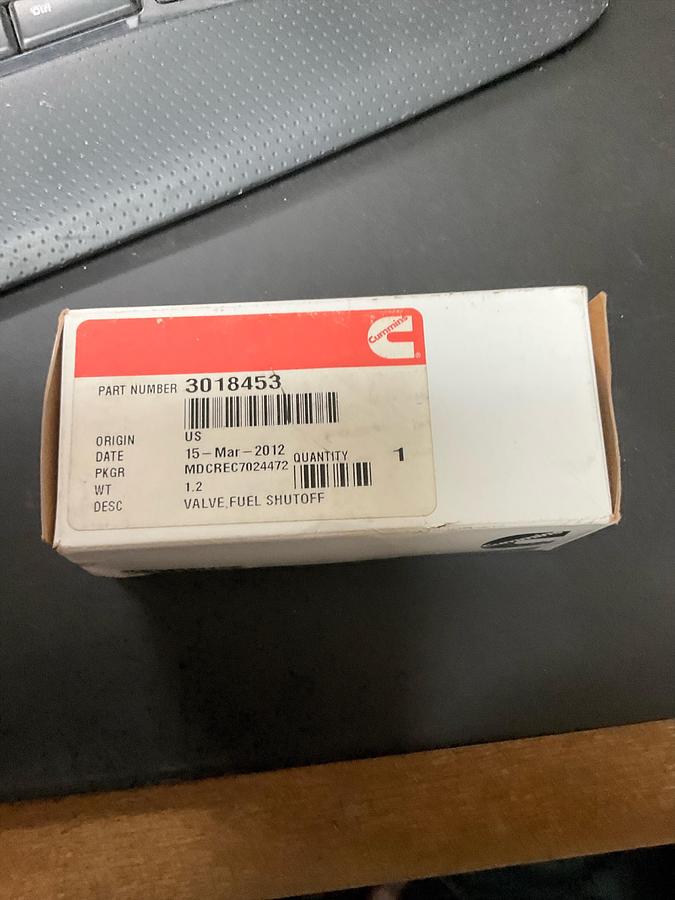 Ctrl
Cummins
®
PART NUMBER 3018453
ORIGIN US
DATE 15-Mar-2012 QUANTITY 1
PKGR MDCREC7024472
WT 1.2
DESC VALVE,FUEL SHUTOFF